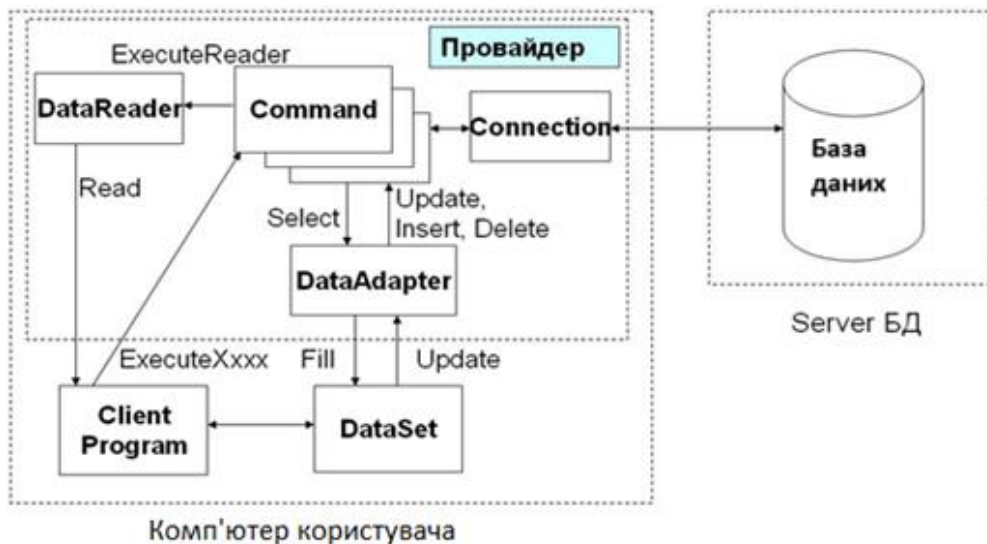 Провайдер
ExecuteReader
DataReader
Command
Connection
База
даних
Read
Select
Update,
Insert, Delete
DataAdapter
Server БД
ExecuteXxxx
Fill
Update
Client
Program
DataSet
Комп'ютер користувача